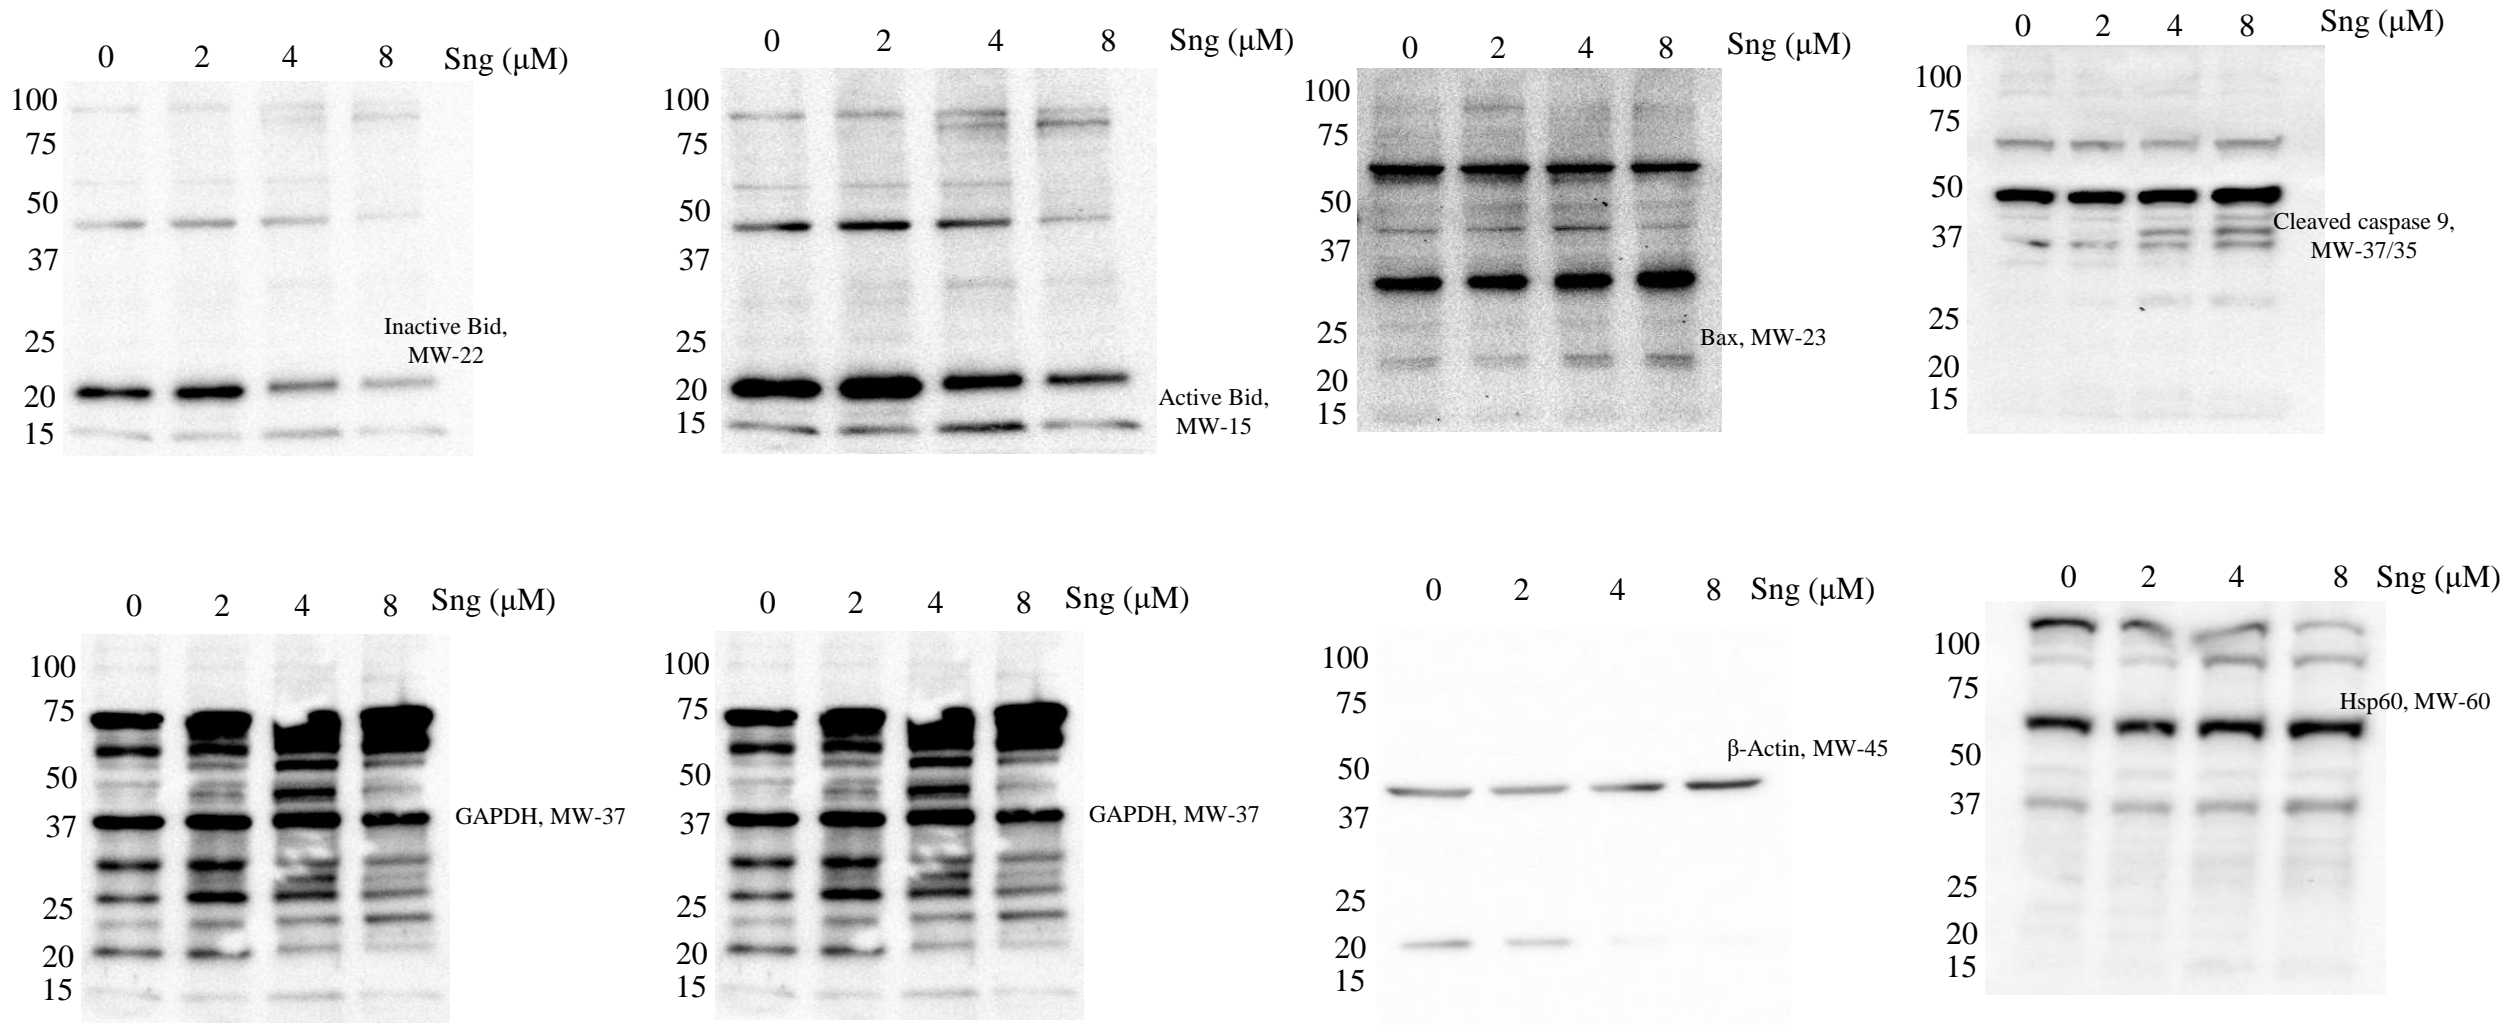 0 2 4 8 Sng (μM)
100
75
50
37
25
20
15
Inactive Bid,
MW-22
0 2 4 8 Sng (μM)
100
75
50
37
25
20
15
Active Bid,
MW-15
0 2 4 8 Sng (μM)
100
75
50
37
25
20
15
Bax, MW-23
0 2 4 8 Sng (μM)
100
75
50
37
25
20
15
Cleaved caspase 9,
MW-37/35
0 2 4 8 Sng (μM)
100
75
50
37
25
20
15
GAPDH, MW-37
0 2 4 8 Sng (μM)
100
75
50
37
25
20
15
GAPDH, MW-37
0 2 4 8 Sng (μM)
100
75
50
37
25
20
15
β-Actin, MW-45
0 2 4 8 Sng (μM)
100
75
50
37
25
20
15
Hsp60, MW-60